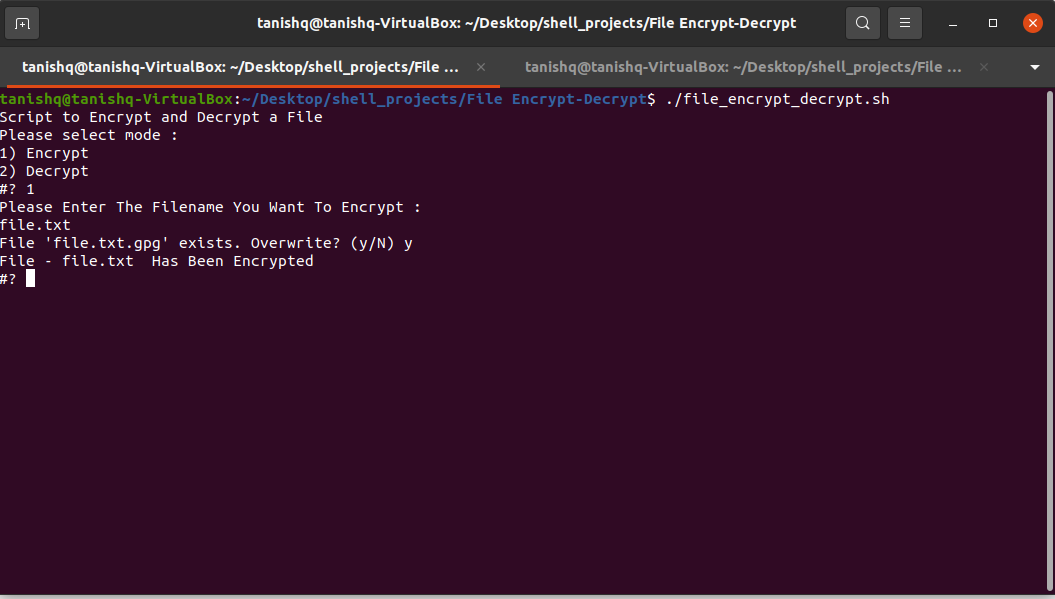 tanishq@tanishq-VirtualBox: ~/Desktop/shell_projects/File Encrypt-Decrypt
tanishq@tanishq-VirtualBox: ~/Desktop/shell_projects/File ...
tanishq@tanishq-VirtualBox: ~/Desktop/shell_projects/File ...
tanishq@tanishq-VirtualBox:~/Desktop/shell_projects/File Encrypt-Decrypt$ ./file_encrypt_decrypt.sh
Script to Encrypt and Decrypt a File
Please select mode :
1) Encrypt
2) Decrypt
#? 1
Please Enter The Filename You Want To Encrypt :
file.txt
File 'file.txt.gpg' exists. Overwrite? (y/N) y
File - file.txt  Has Been Encrypted
#?